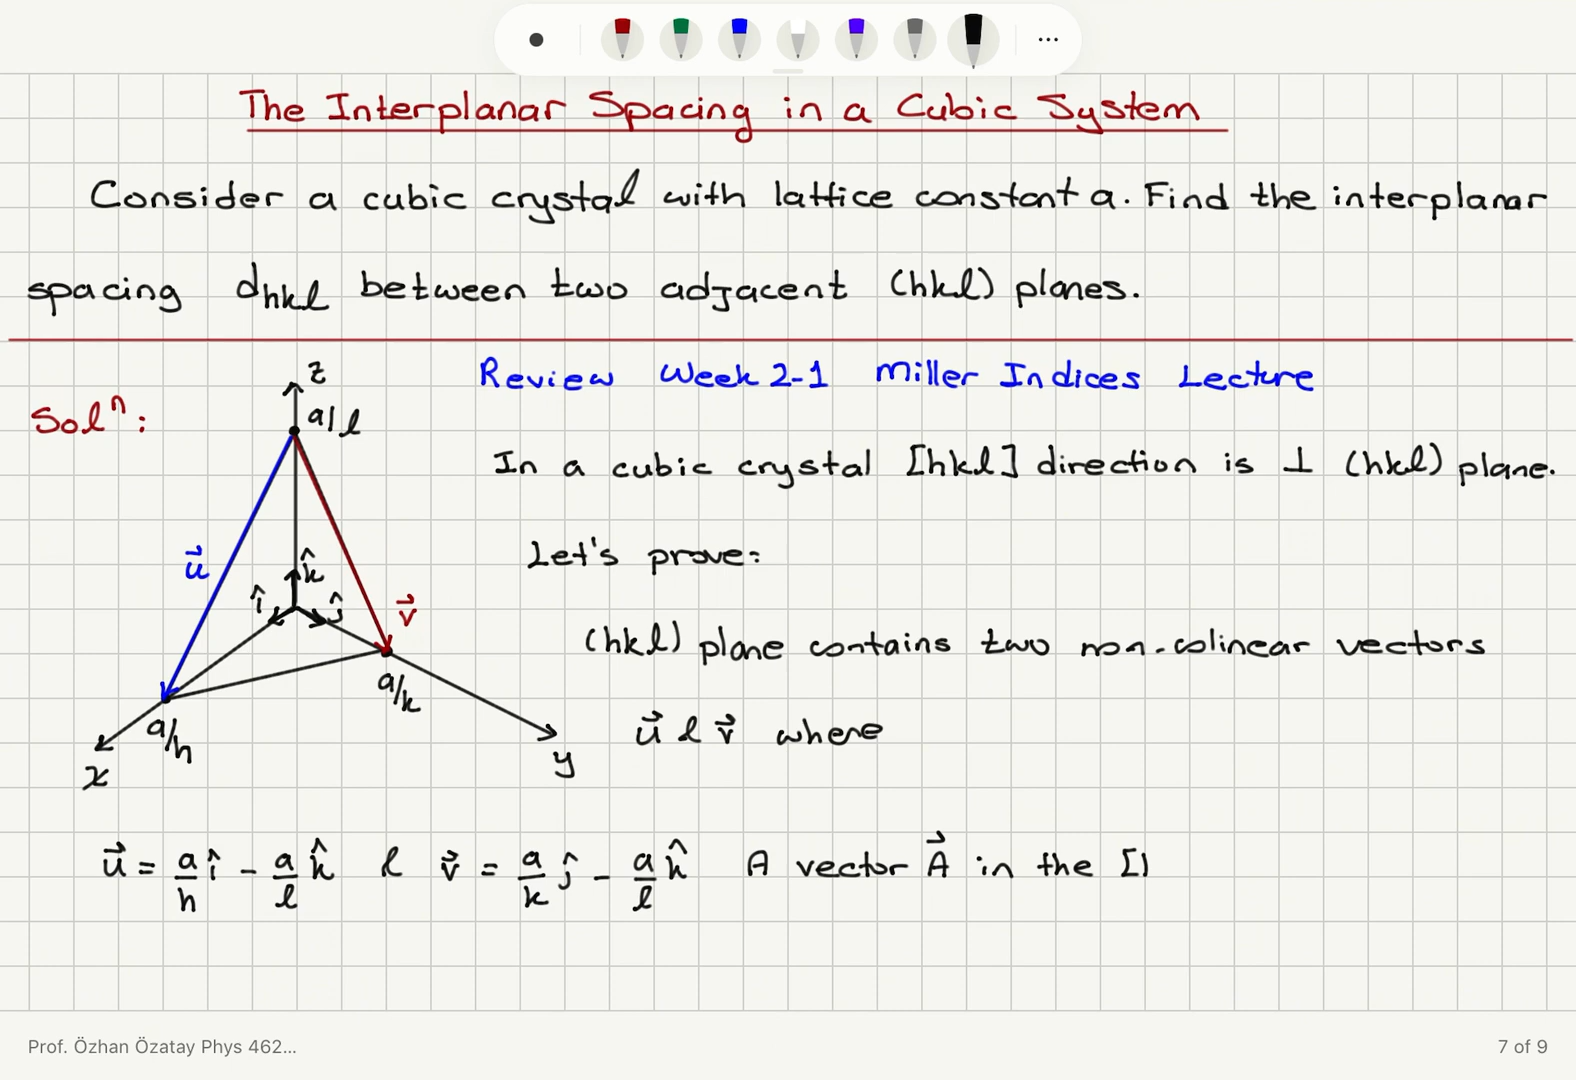 The Interplanar Spacing in a Cubic System
Consider a cubic crystal with lattice constant a. Find the interplanar
spacing dhkl between two adjacent (hkl) planes.
Review Week 2-1 Miller Indices Lecture
Solⁿ:
z
a/l
In a cubic crystal [hkl] direction is ⊥ (hkl) plane.
Let's prove:
u⃗
k̂
î
ĵ
v⃗
(hkl) plane contains two non-colinear vectors
a/k
a/h
u⃗ & v⃗ where
x
y
u⃗ = a/h î - a/l k̂ & v⃗ = a/k ĵ - a/l k̂ A vector A⃗ in the []
Prof. Özhan Özatay Phys 462...
7 of 9